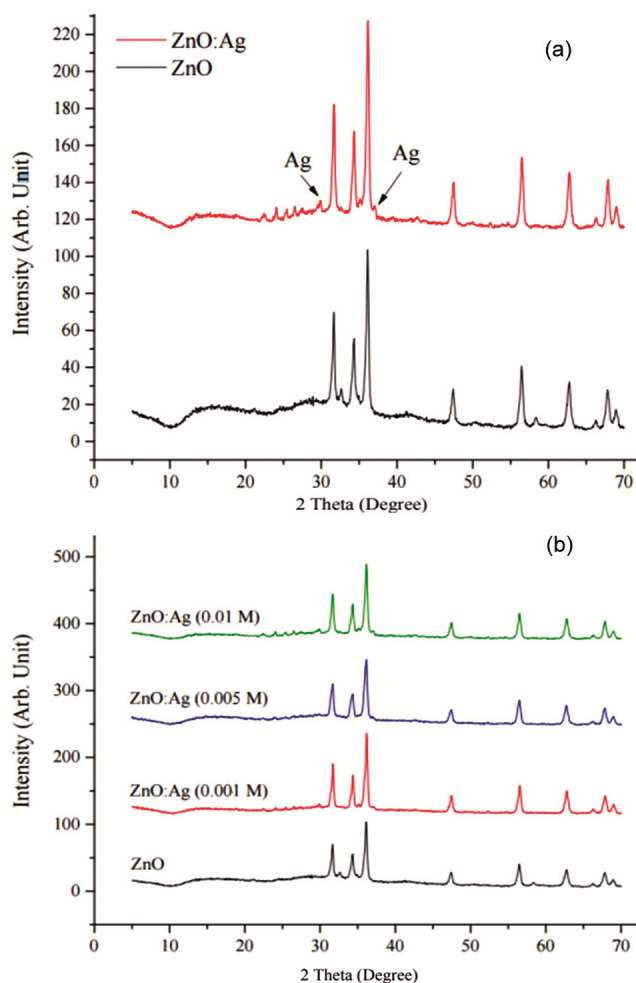 220
200
180
160
140
120
100
80
60
40
20
0
Intensity (Arb. Unit)
ZnO:Ag
ZnO
(a)
Ag
Ag
0
10
20
30
40
50
60
70
2 Theta (Degree)
(b)
500
400
300
200
100
0
Intensity (Arb. Unit)
ZnO:Ag (0.01 M)
ZnO:Ag (0.005 M)
ZnO:Ag (0.001 M)
ZnO
0
10
20
30
40
50
60
70
2 Theta (Degree)